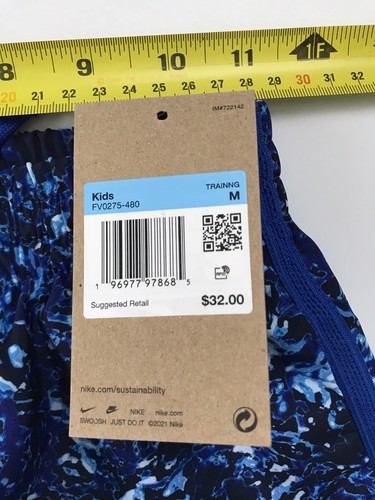 8 9 10 11 1F
20 21 22 23 24 25 26 27 28 29 30 31 32
IM#722142
Kids
TRAINNG
FV0275-480
M
1 96977 97868 5
Suggested Retail
$32.00
nike.com/sustainability
NIKE nike.com
SWOOSH JUST DO IT ©2021 Nike